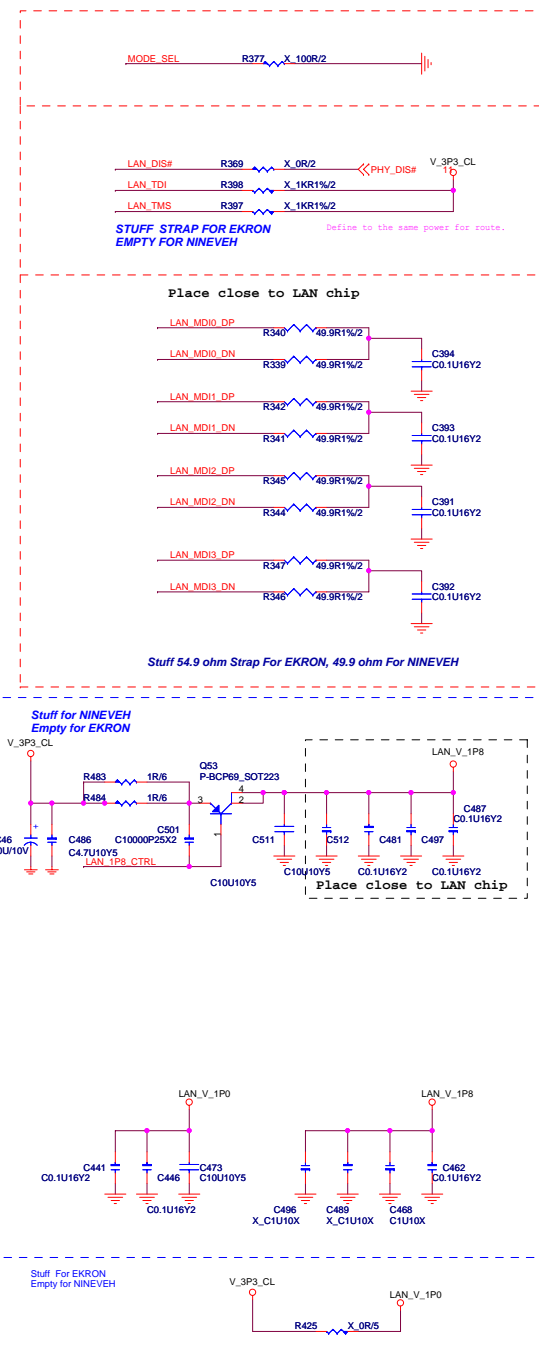 MODE_SEL R377 X_100R/2
LAN_DIS# R369 X_0R/2 PHY_DIS# 11 V_3P3_CL
LAN_TDI R398 X_1KR1%/2
LAN_TMS R397 X_1KR1%/2
STUFF STRAP FOR EKRON
EMPTY FOR NINEVEH
Define to the same power for route.
Place close to LAN chip
LAN_MDI0_DP R340 49.9R1%/2
LAN_MDI0_DN R339 49.9R1%/2
C394
C0.1U16Y2
LAN_MDI1_DP R342 49.9R1%/2
LAN_MDI1_DN R341 49.9R1%/2
C393
C0.1U16Y2
LAN_MDI2_DP R345 49.9R1%/2
LAN_MDI2_DN R344 49.9R1%/2
C391
C0.1U16Y2
LAN_MDI3_DP R347 49.9R1%/2
LAN_MDI3_DN R346 49.9R1%/2
C392
C0.1U16Y2
Stuff 54.9 ohm Strap For EKRON, 49.9 ohm For NINEVEH
Stuff for NINEVEH
Empty for EKRON
V_3P3_CL
R483 1R/6
R484 1R/6
Q53
P-BCP69_SOT223
3 4
2
1
LAN_V_1P8
C487
C0.1U16Y2
C46
0U/10V
C486
C4.7U10Y5
C501
C10000P25X2
LAN_1P8_CTRL
C10U10Y5
C511
C10U10Y5
C512
C481
C0.1U16Y2
C497
C0.1U16Y2
Place close to LAN chip
LAN_V_1P0
C441
C0.1U16Y2
C446
C0.1U16Y2
C473
C10U10Y5
LAN_V_1P8
C496
X_C1U10X
C489
X_C1U10X
C468
C1U10X
C462
C0.1U16Y2
Stuff For EKRON
Empty for NINEVEH
V_3P3_CL
LAN_V_1P0
R425 X_0R/5